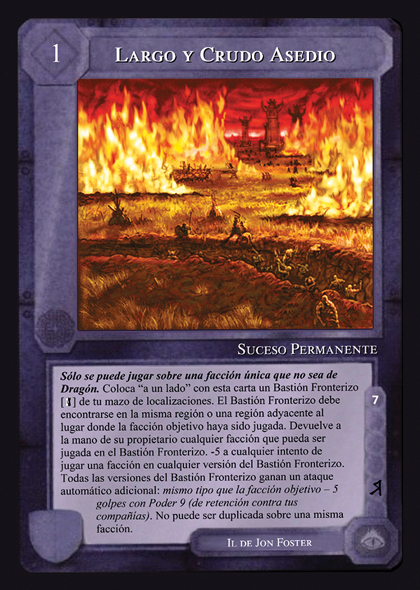 1
Largo y Crudo Asedio
Suceso Permanente
Sólo se puede jugar sobre una facción única que no sea de
Dragón. Coloca “a un lado” con esta carta un Bastión Fronterizo
[] de tu mazo de localizaciones. El Bastión Fronterizo debe
encontrarse en la misma región o una región adyacente al
lugar donde la facción objetivo haya sido jugada. Devuelve a
la mano de su propietario cualquier facción que pueda ser
jugada en el Bastión Fronterizo. -5 a cualquier intento de
jugar una facción en cualquier versión del Bastión Fronterizo.
Todas las versiones del Bastión Fronterizo ganan un ataque
automático adicional: mismo tipo que la facción objetivo – 5
golpes con Poder 9 (de retención contra tus
compañías). No puede ser duplicada sobre una misma
facción.
7
Il de Jon Foster